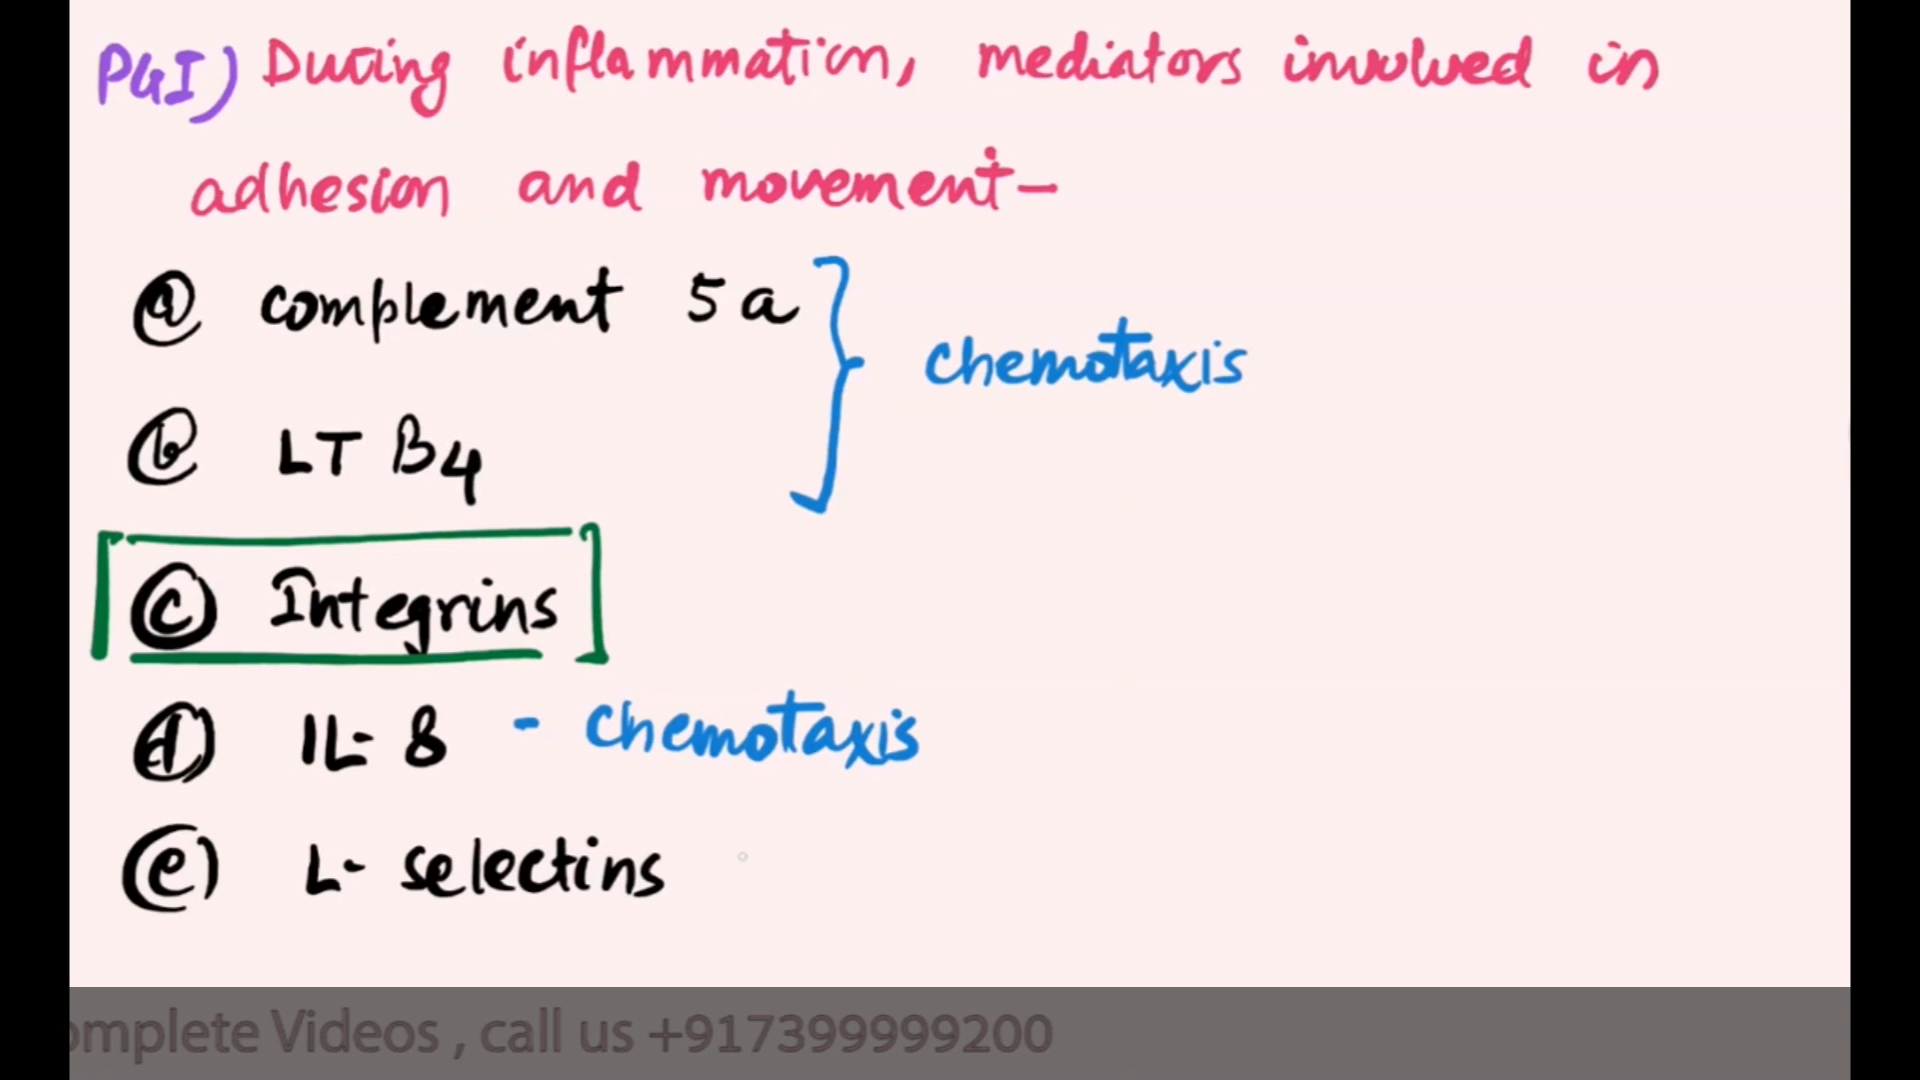 PGI) During inflammation, mediators involved in
adhesion and movement-
(a) complement 5a
chemotaxis
(b) LT B4
(c) Integrins
(d) IL-8 - chemotaxis
(e) L-selectins
omplete Videos , call us +917399999200